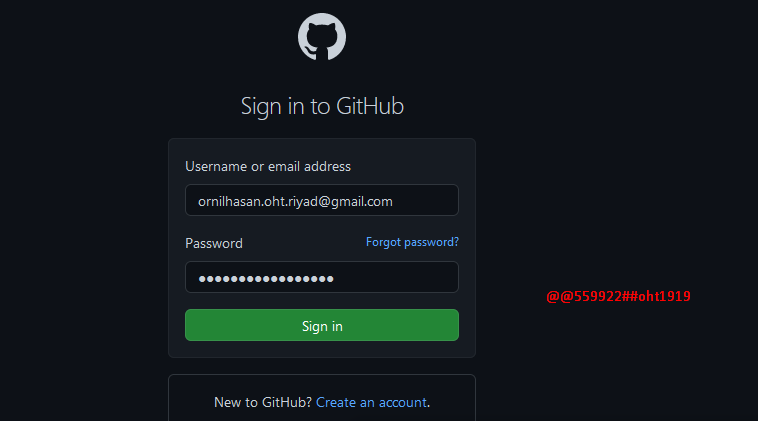 Sign in to GitHub
Username or email address
ornilhasan.oht.riyad@gmail.com
Password Forgot password?
●●●●●●●●●●●●●●●●●
@@559922##oht1919
Sign in
New to GitHub? Create an account.